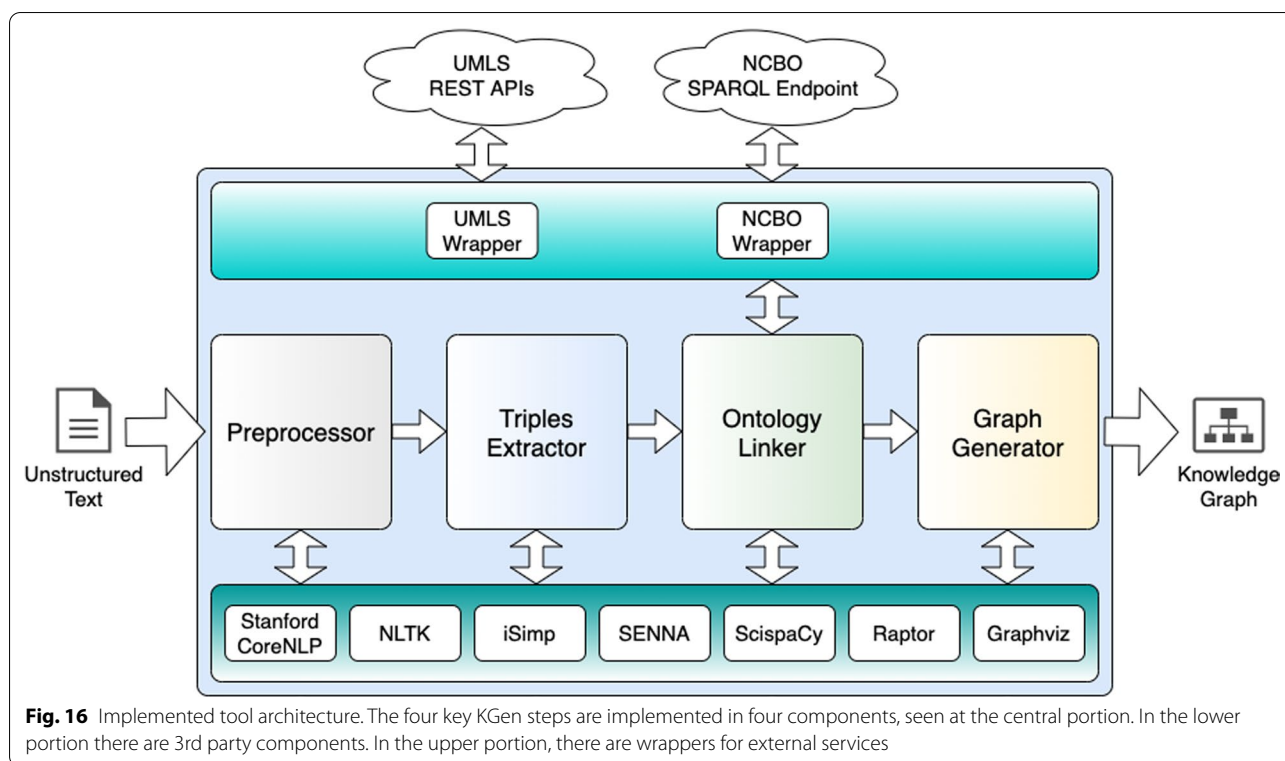 UMLS
REST APIs
NCBO
SPARQL Endpoint
UMLS
Wrapper
NCBO
Wrapper
Unstructured
Text
Preprocessor
Triples
Extractor
Ontology
Linker
Graph
Generator
Knowledge
Graph
Stanford
CoreNLP
NLTK
iSimp
SENNA
ScispaCy
Raptor
Graphviz
Fig. 16 Implemented tool architecture. The four key KGen steps are implemented in four components, seen at the central portion. In the lower
portion there are 3rd party components. In the upper portion, there are wrappers for external services